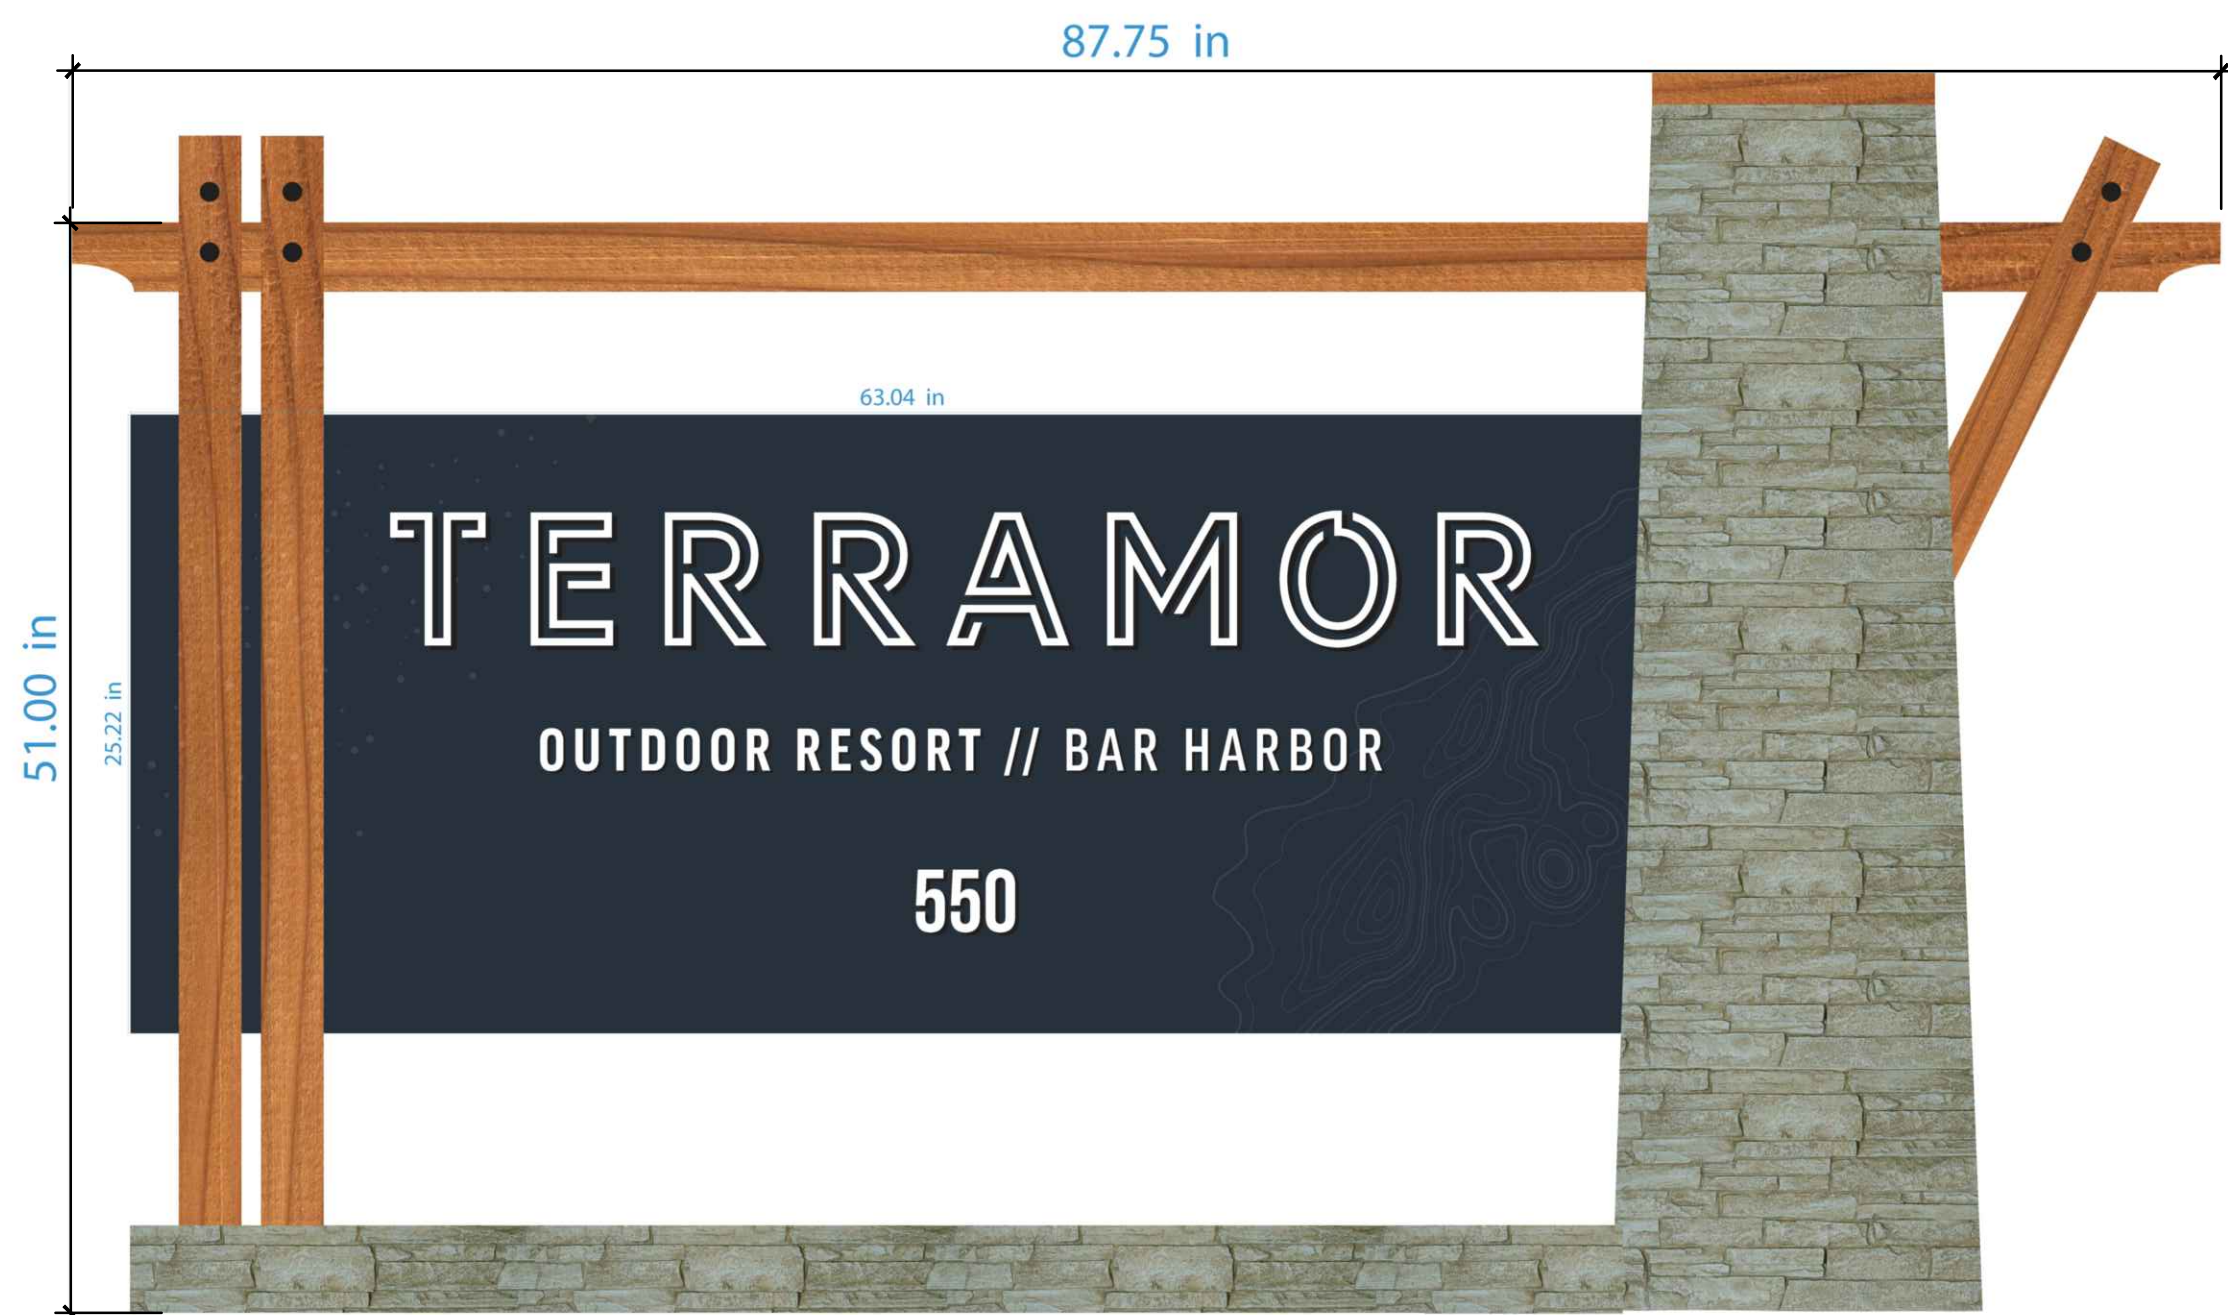 87.75 in
63.04 in
TERRAMOR
51.00 in
25.22 in
OUTDOOR RESORT // BAR HARBOR
550